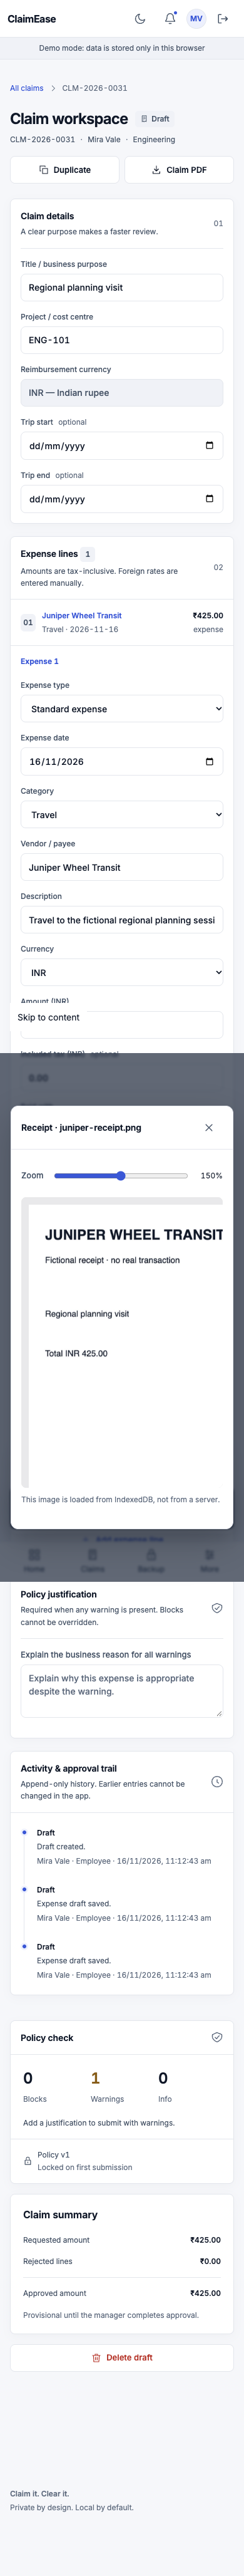 ClaimEase
MV
Demo mode: data is stored only in this browser
All claims
CLM-2026-0031
Claim workspace
Draft
CLM-2026-0031 · Mira Vale · Engineering
Duplicate
Claim PDF
Claim details
A clear purpose makes a faster review.
01
Title / business purpose
Regional planning visit
Project / cost centre
ENG-101
Reimbursement currency
INR — Indian rupee
Trip start optional
dd/mm/yyyy
Trip end optional
dd/mm/yyyy
Expense lines 1
Amounts are tax-inclusive. Foreign rates are
entered manually.
02
01
Juniper Wheel Transit
₹425.00
Travel · 2026-11-16
expense
Expense 1
Expense type
Standard expense
Expense date
16/11/2026
Category
Travel
Vendor / payee
Juniper Wheel Transit
Description
Travel to the fictional regional planning sessi
Currency
INR
Amount (INR)
Skip to content
Included tax (INR) optional
0.00
Receipt · juniper-receipt.png
Zoom
150%
JUNIPER WHEEL TRANSIT
Fictional receipt - no real transaction
Regional planning visit
Total INR 425.00
This image is loaded from IndexedDB, not from a server.
Home
Claims
Backup
More
Policy justification
Required when any warning is present. Blocks
cannot be overridden.
Explain the business reason for all warnings
Explain why this expense is appropriate
despite the warning.
Activity & approval trail
Append-only history. Earlier entries cannot be
changed in the app.
Draft
Draft created.
Mira Vale · Employee · 16/11/2026, 11:12:43 am
Draft
Expense draft saved.
Mira Vale · Employee · 16/11/2026, 11:12:43 am
Draft
Expense draft saved.
Mira Vale · Employee · 16/11/2026, 11:12:43 am
Policy check
0
1
0
Blocks
Warnings
Info
Add a justification to submit with warnings.
Policy v1
Locked on first submission
Claim summary
Requested amount
₹425.00
Rejected lines
₹0.00
Approved amount
₹425.00
Provisional until the manager completes approval.
Delete draft
Claim it. Clear it.
Private by design. Local by default.